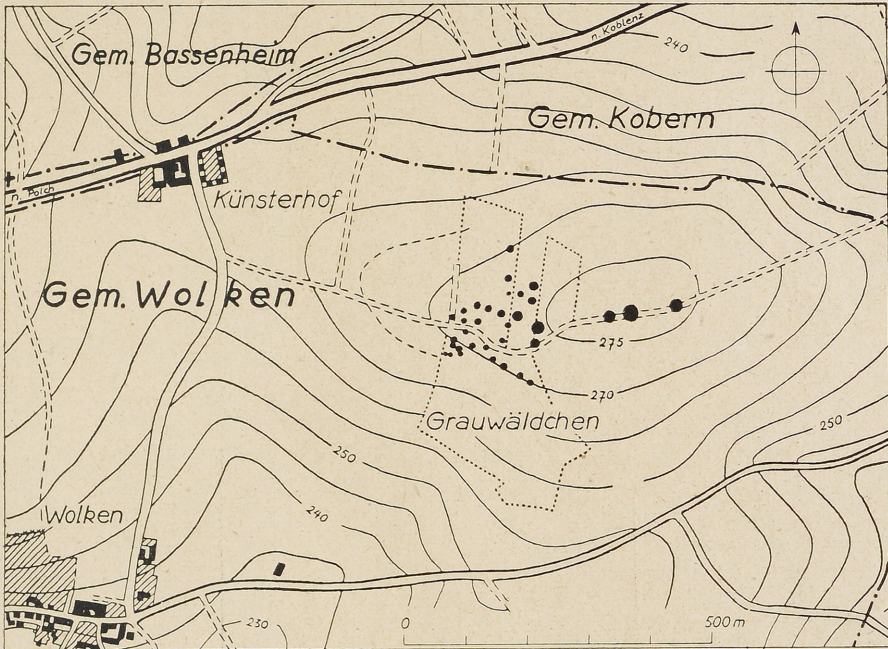 n. Koblenz
240
Gem. Bassenheim
Gem. Kobern
n. Polch
Künsterhof
Gem. Wolken
275
270
Grauwäldchen
250
250
Wolken
240
230
0 500 m